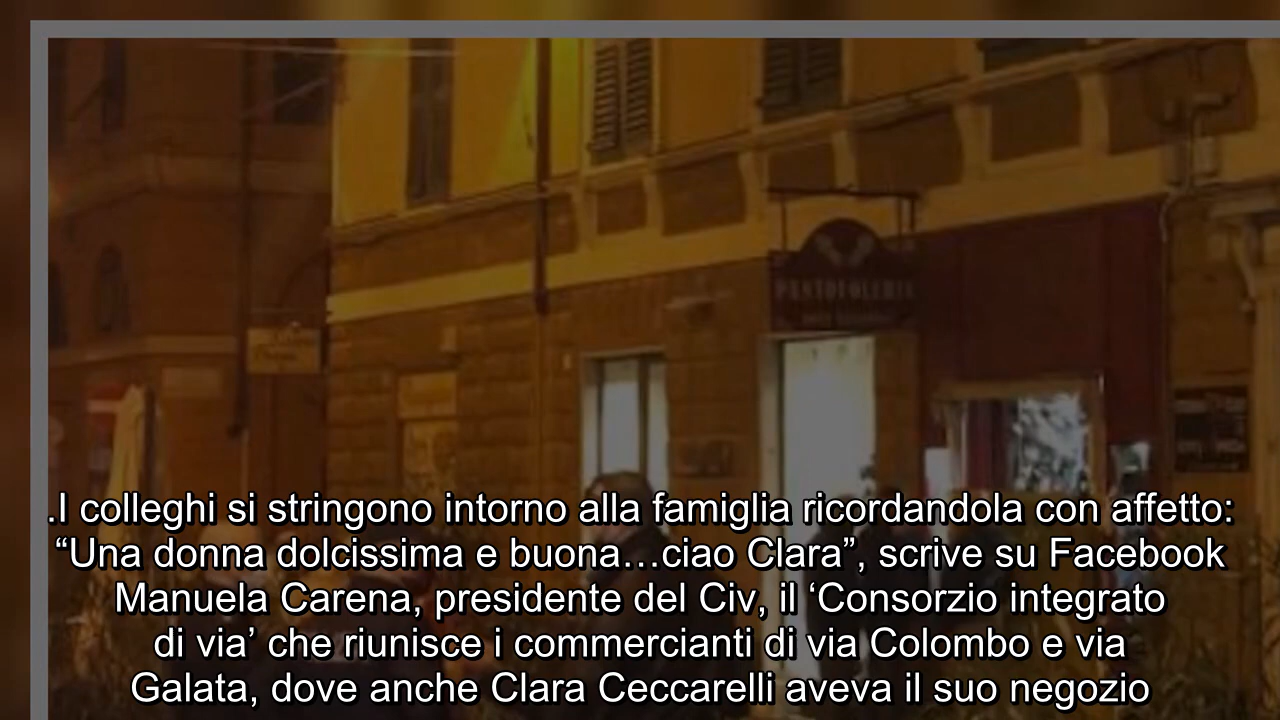 PANTOFOLERIA
.I colleghi si stringono intorno alla famiglia ricordandola con affetto:
“Una donna dolcissima e buona…ciao Clara”, scrive su Facebook
Manuela Carena, presidente del Civ, il ‘Consorzio integrato
di via’ che riunisce i commercianti di via Colombo e via
Galata, dove anche Clara Ceccarelli aveva il suo negozio